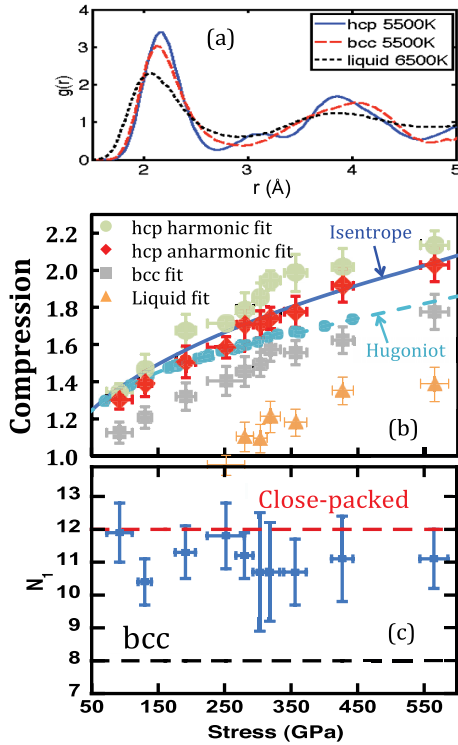 (a)
hcp 5500K
bcc 5500K
liquid 6500K
g(r)
4
3
2
1
0
2
3
4
5
r (Å)
hcp harmonic fit
hcp anharmonic fit
bcc fit
Liquid fit
Isentrope
Hugoniot
(b)
Compression
2.2
2.0
1.8
1.6
1.4
1.2
1.0
Close-packed
bcc
(c)
N1
13
12
11
10
9
8
7
50
150
250
350
450
550
Stress (GPa)